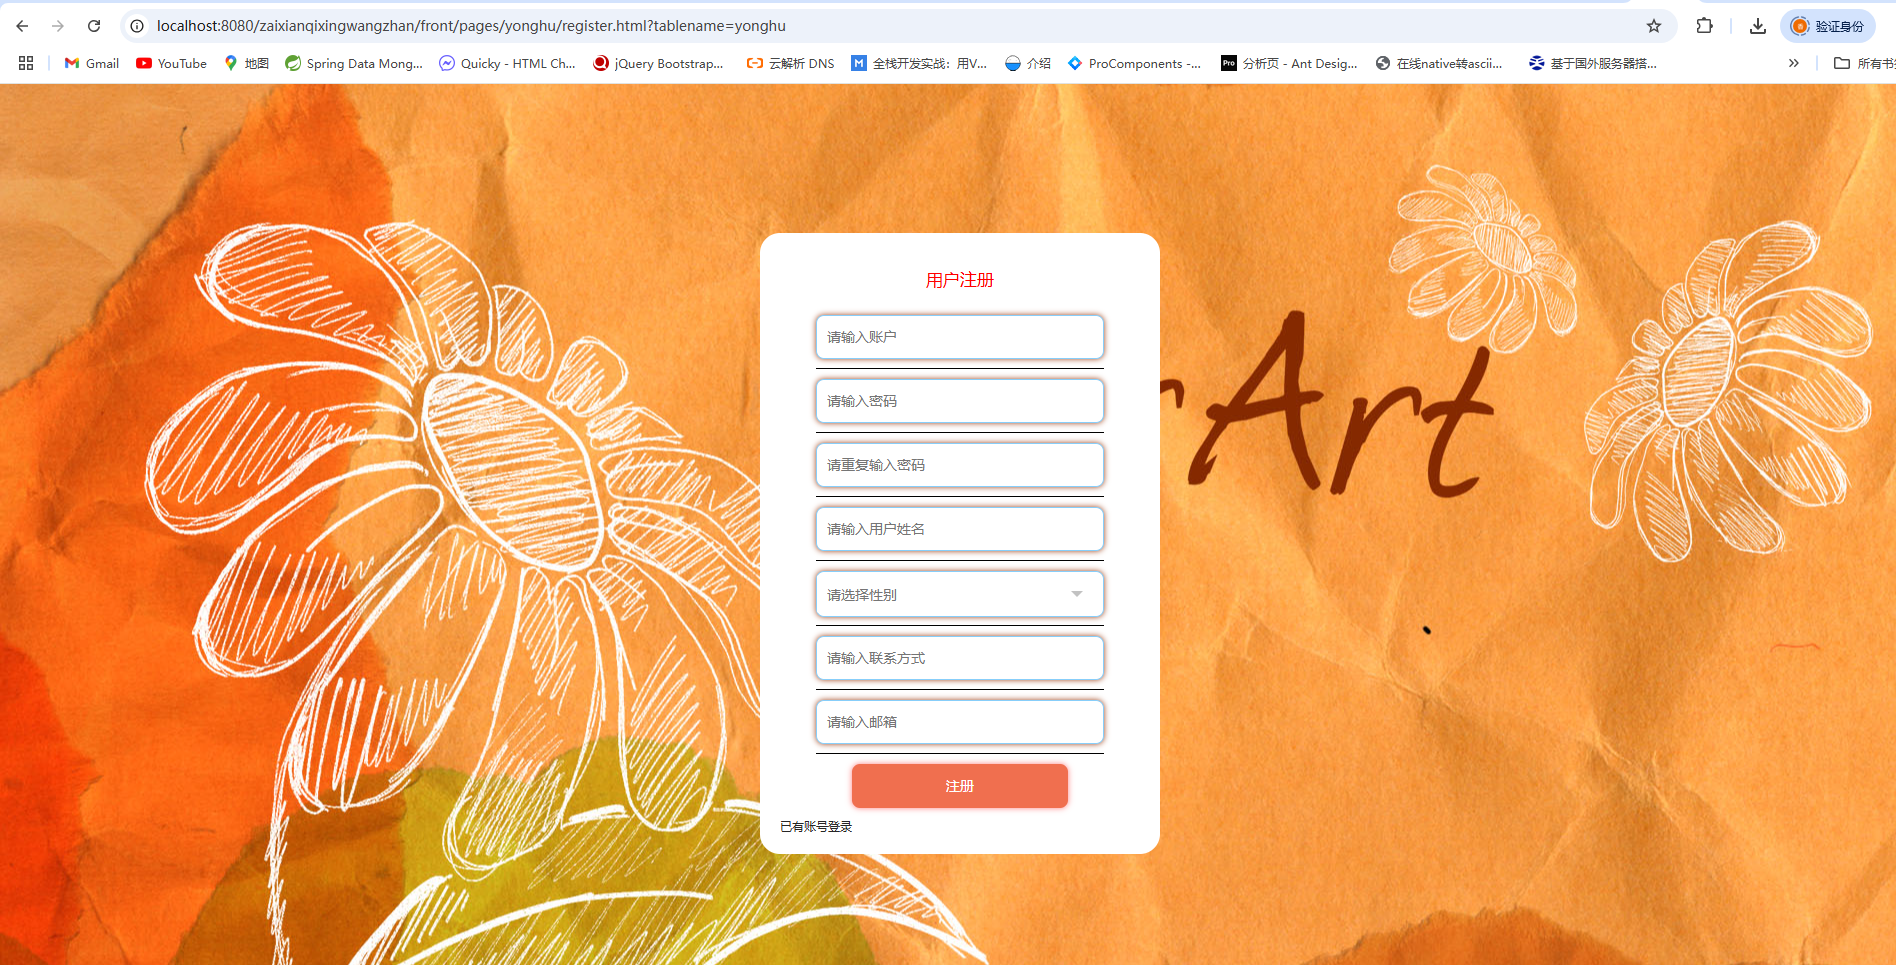 localhost:8080/zaixianqixingwangzhan/front/pages/yonghu/register.html?tablename=yonghu
验证身份
Gmail
YouTube
地图
Spring Data Mong...
Quicky - HTML Ch...
jQuery Bootstrap...
云解析 DNS
全栈开发实战：用V...
介绍
ProComponents -...
Pro
分析页 - Ant Desig...
在线native转ascii...
基于国外服务器搭...
所有书
用户注册
请输入账户
请输入密码
rArt
请重复输入密码
请输入用户姓名
请选择性别
请输入联系方式
请输入邮箱
注册
已有账号登录